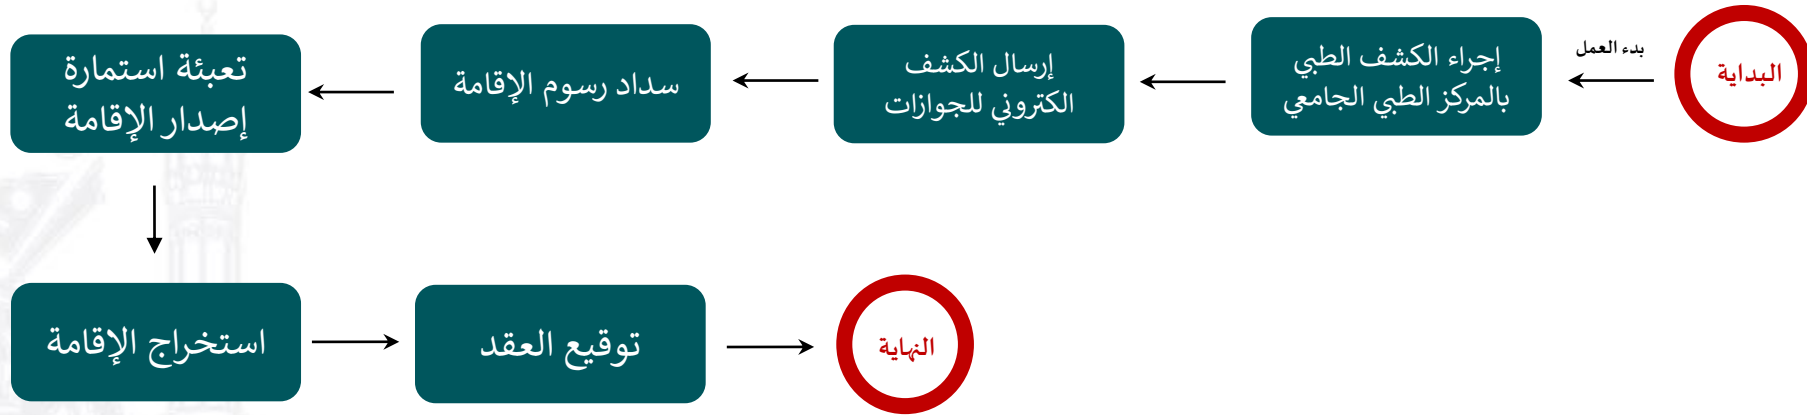 البداية
بدء العمل
إجراء الكشف الطبي
بالمركز الطبي الجامعي
إرسال الكشف
الكتروني للجوازات
سداد رسوم الإقامة
تعبئة استمارة
إصدار الإقامة
استخراج الإقامة
توقيع العقد
النهاية